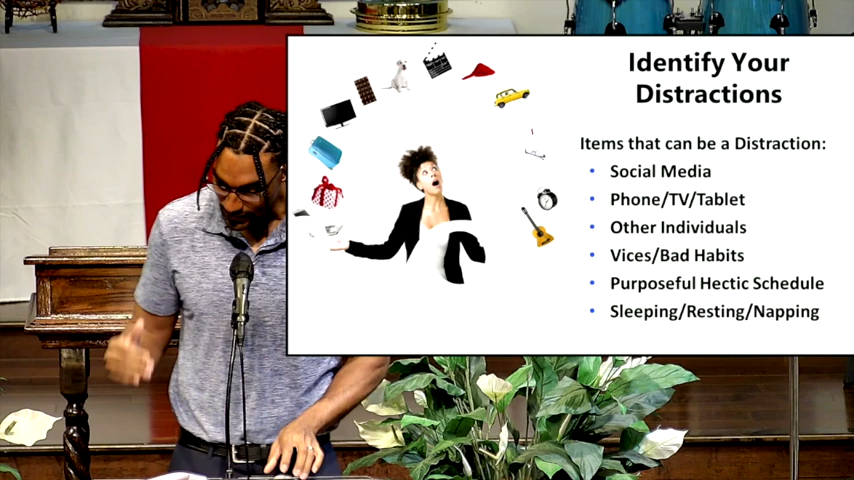 Identify Your
Distractions
Items that can be a Distraction:
• Social Media
• Phone/TV/Tablet
• Other Individuals
• Vices/Bad Habits
• Purposeful Hectic Schedule
• Sleeping/Resting/Napping